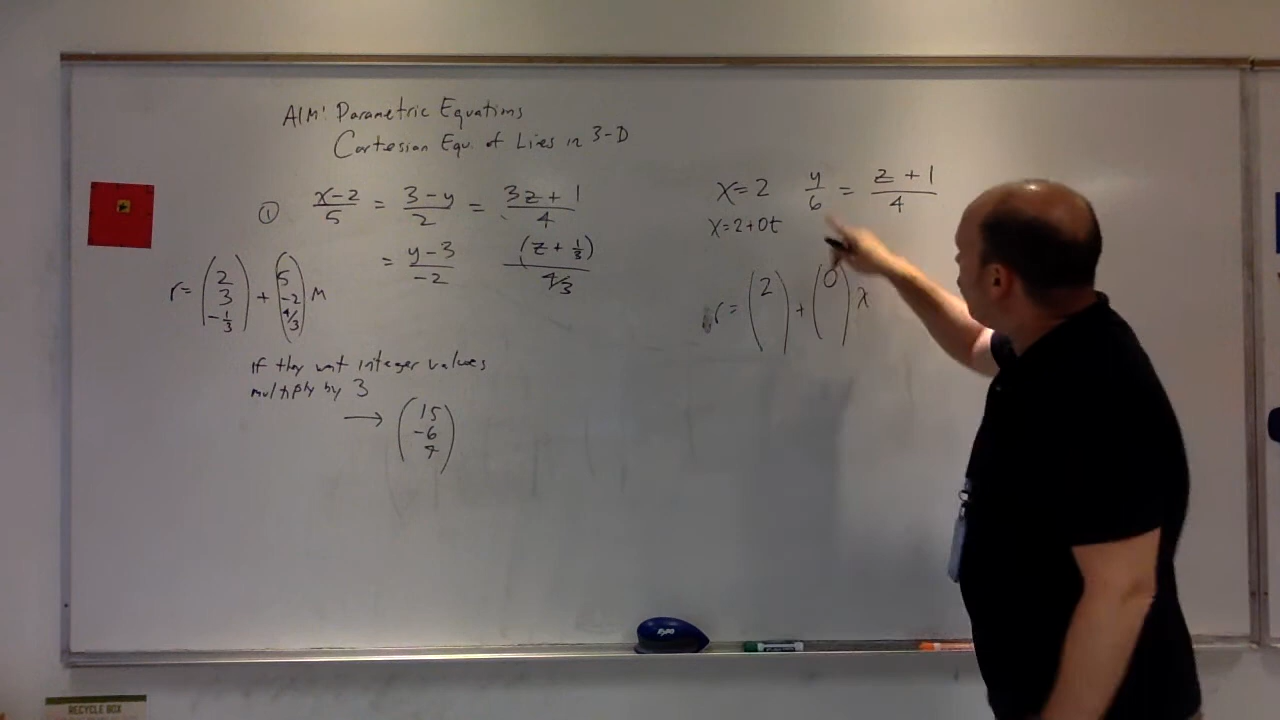 AIM: Parametric Equations
Cartesian Equ. of Lines in 3-D
① (x-2)/5 = (3-y)/2 = (3z+1)/4
= (y-3)/-2 (z+1/3)/(4/3)
r = (2 3 -1/3) + (5 -2 4/3) M
if they want integer values
multiply by 3
→ (15 -6 4)
x=2 y/6 = (z+1)/4
x=2+0t
r = (2 ) + (0 ) λ
EXPO
RECYCLE BOX